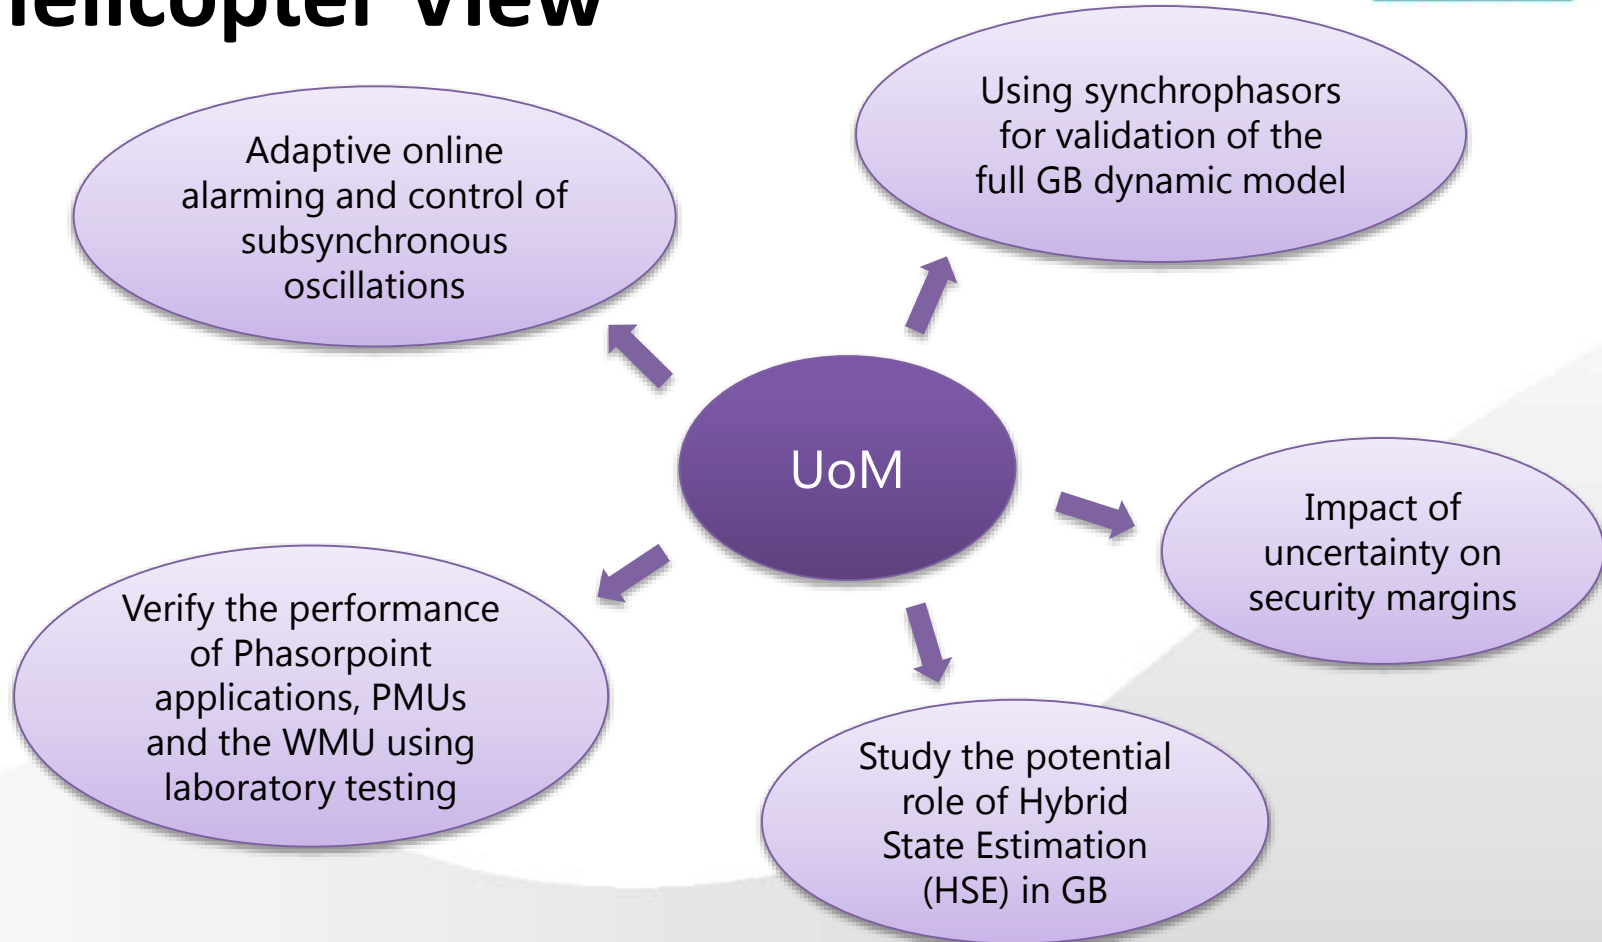 Helicopter View
Using synchrophasors
for validation of the
full GB dynamic model
Adaptive online
alarming and control of
subsynchronous
oscillations
UoM
Impact of
uncertainty on
security margins
Verify the performance
of Phasorpoint
applications, PMUs
and the WMU using
laboratory testing
Study the potential
role of Hybrid
State Estimation
(HSE) in GB